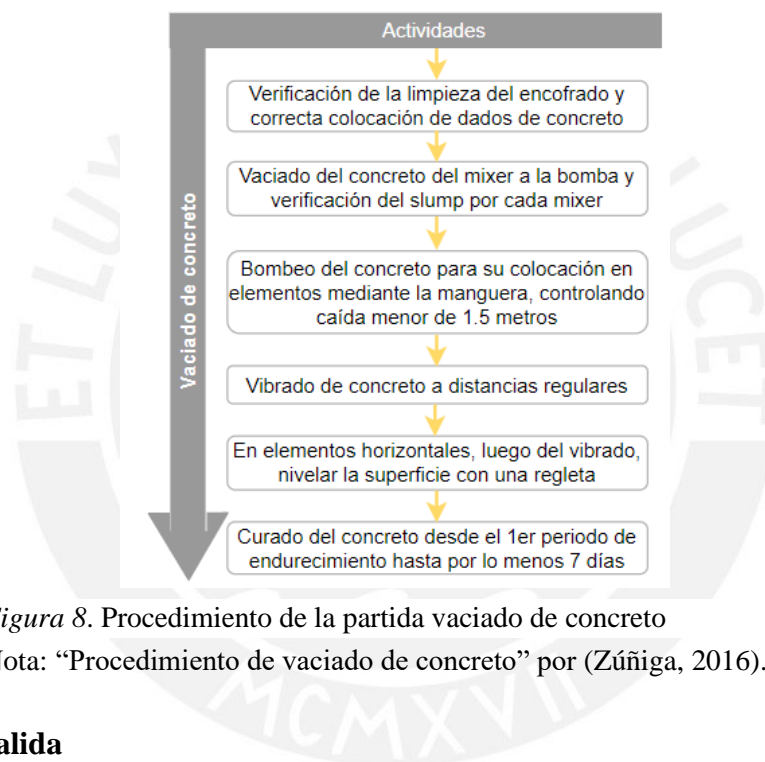 Actividades
Vaciado de concreto
Verificación de la limpieza del encofrado y
correcta colocación de dados de concreto
Vaciado del concreto del mixer a la bomba y
verificación del slump por cada mixer
Bombeo del concreto para su colocación en
elementos mediante la manguera, controlando
caída menor de 1.5 metros
Vibrado de concreto a distancias regulares
En elementos horizontales, luego del vibrado,
nivelar la superficie con una regleta
Curado del concreto desde el 1er periodo de
endurecimiento hasta por lo menos 7 días
igura 8. Procedimiento de la partida vaciado de concreto
Nota: “Procedimiento de vaciado de concreto” por (Zúñiga, 2016).
alida
ET LUX
LUCET
MCMXVII